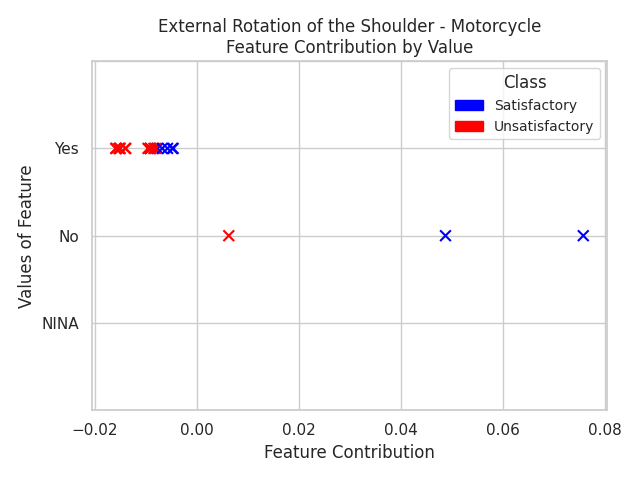 External Rotation of the Shoulder - Motorcycle
Feature Contribution by Value
Class
Satisfactory
Unsatisfactory
Values of Feature
Yes
No
NINA
−0.02
0.00
0.02
0.04
0.06
0.08
Feature Contribution